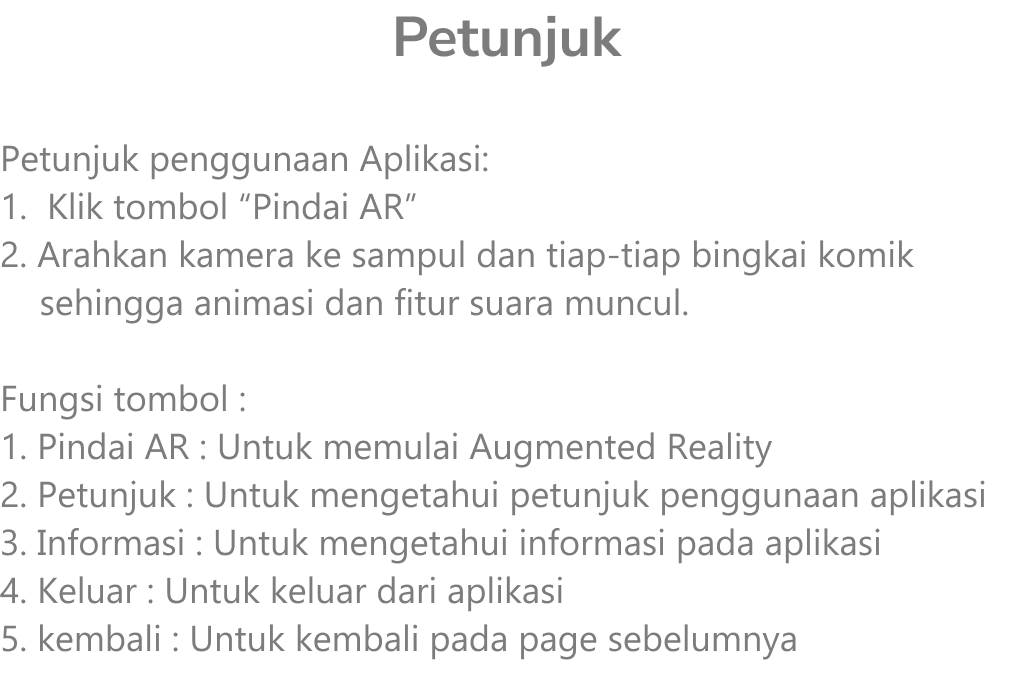 Petunjuk
Petunjuk penggunaan Aplikasi:
1. Klik tombol “Pindai AR”
2. Arahkan kamera ke sampul dan tiap-tiap bingkai komik
sehingga animasi dan fitur suara muncul.
Fungsi tombol :
1. Pindai AR : Untuk memulai Augmented Reality
2. Petunjuk : Untuk mengetahui petunjuk penggunaan aplikasi
3. Informasi : Untuk mengetahui informasi pada aplikasi
4. Keluar : Untuk keluar dari aplikasi
5. kembali : Untuk kembali pada page sebelumnya